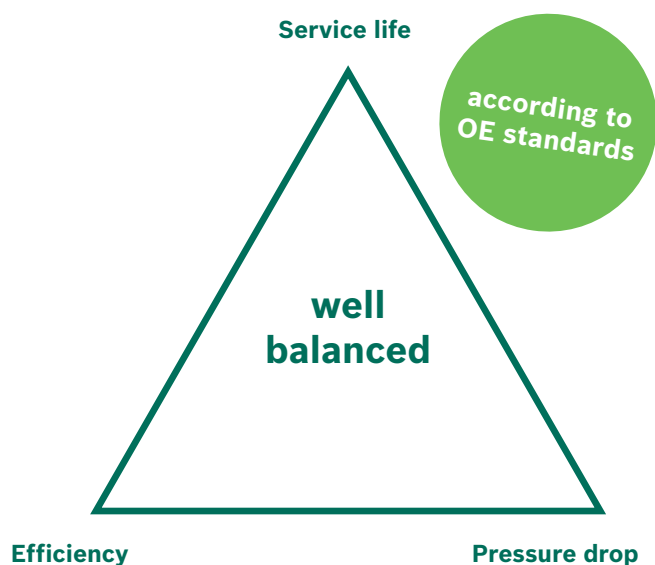 Service life
according to
OE standards
well
balanced
Efficiency
Pressure drop